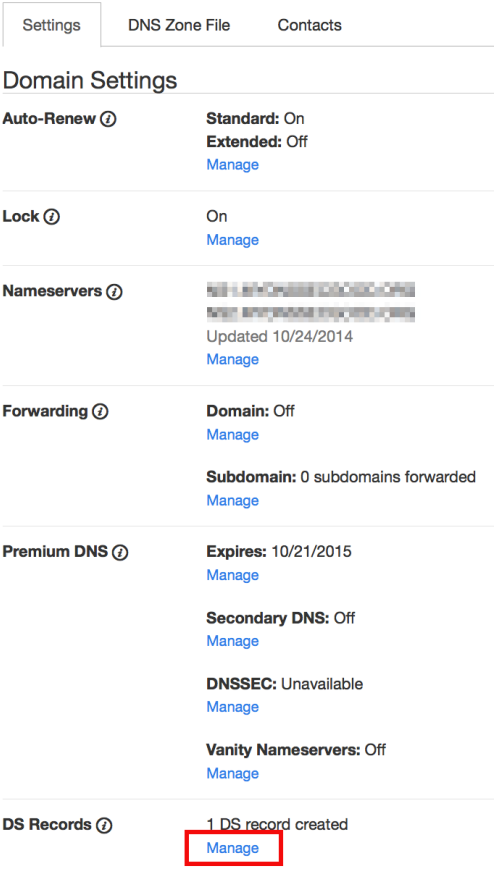 Settings DNS Zone File Contacts
Domain Settings
Auto-Renew Standard: On
Extended: Off
Manage
Lock On
Manage
Nameservers
Updated 10/24/2014
Manage
Forwarding Domain: Off
Manage
Subdomain: 0 subdomains forwarded
Manage
Premium DNS Expires: 10/21/2015
Manage
Secondary DNS: Off
Manage
DNSSEC: Unavailable
Manage
Vanity Nameservers: Off
Manage
DS Records 1 DS record created
Manage